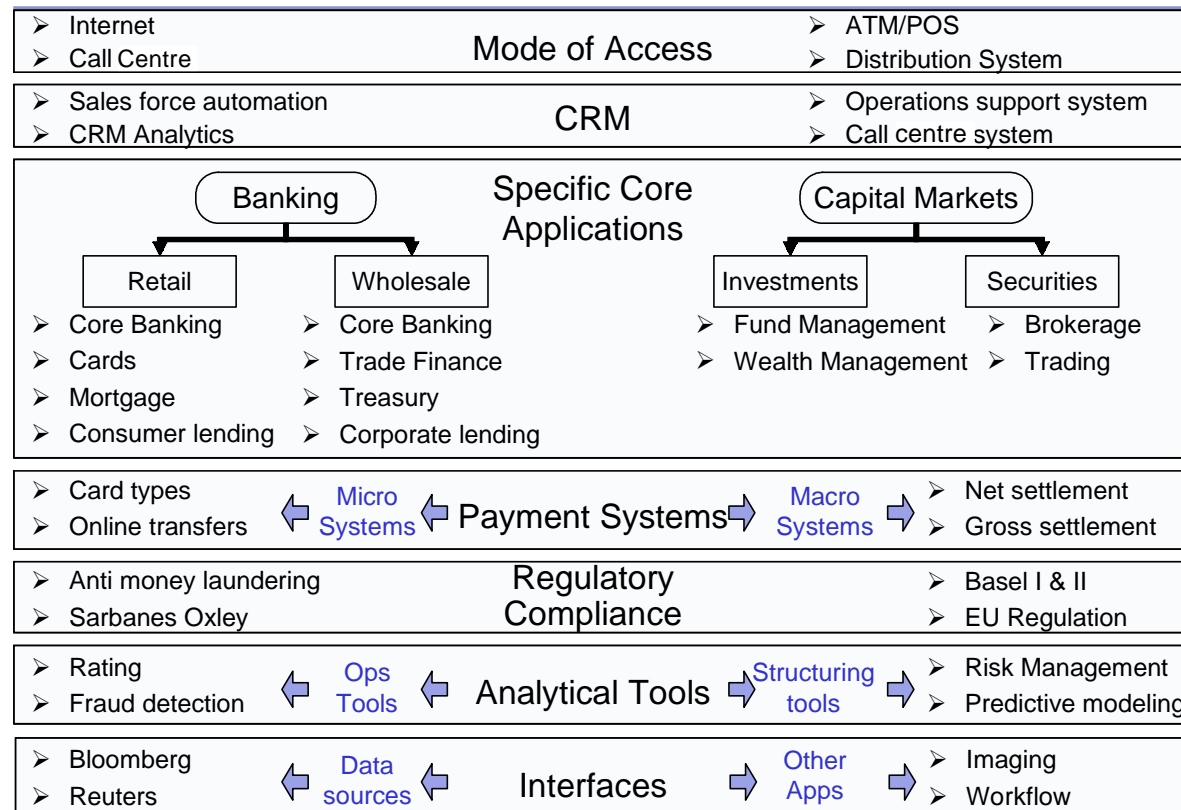 Internet
Call Centre
Mode of Access
ATM/POS
Distribution System
Sales force automation
CRM Analytics
CRM
Operations support system
Call centre system
Specific Core
Applications
Banking
Retail
Core Banking
Cards
Mortgage
Consumer lending
Wholesale
Core Banking
Trade Finance
Treasury
Corporate lending
Capital Markets
Investments
Fund Management
Wealth Management
Securities
Brokerage
Trading
Card types
Online transfers
Micro
Systems
Payment Systems
Macro
Systems
Net settlement
Gross settlement
Anti money laundering
Sarbanes Oxley
Regulatory
Compliance
Basel I & II
EU Regulation
Rating
Fraud detection
Ops
Tools
Analytical Tools
Structuring
tools
Risk Management
Predictive modeling
Bloomberg
Reuters
Data
sources
Interfaces
Other
Apps
Imaging
Workflow